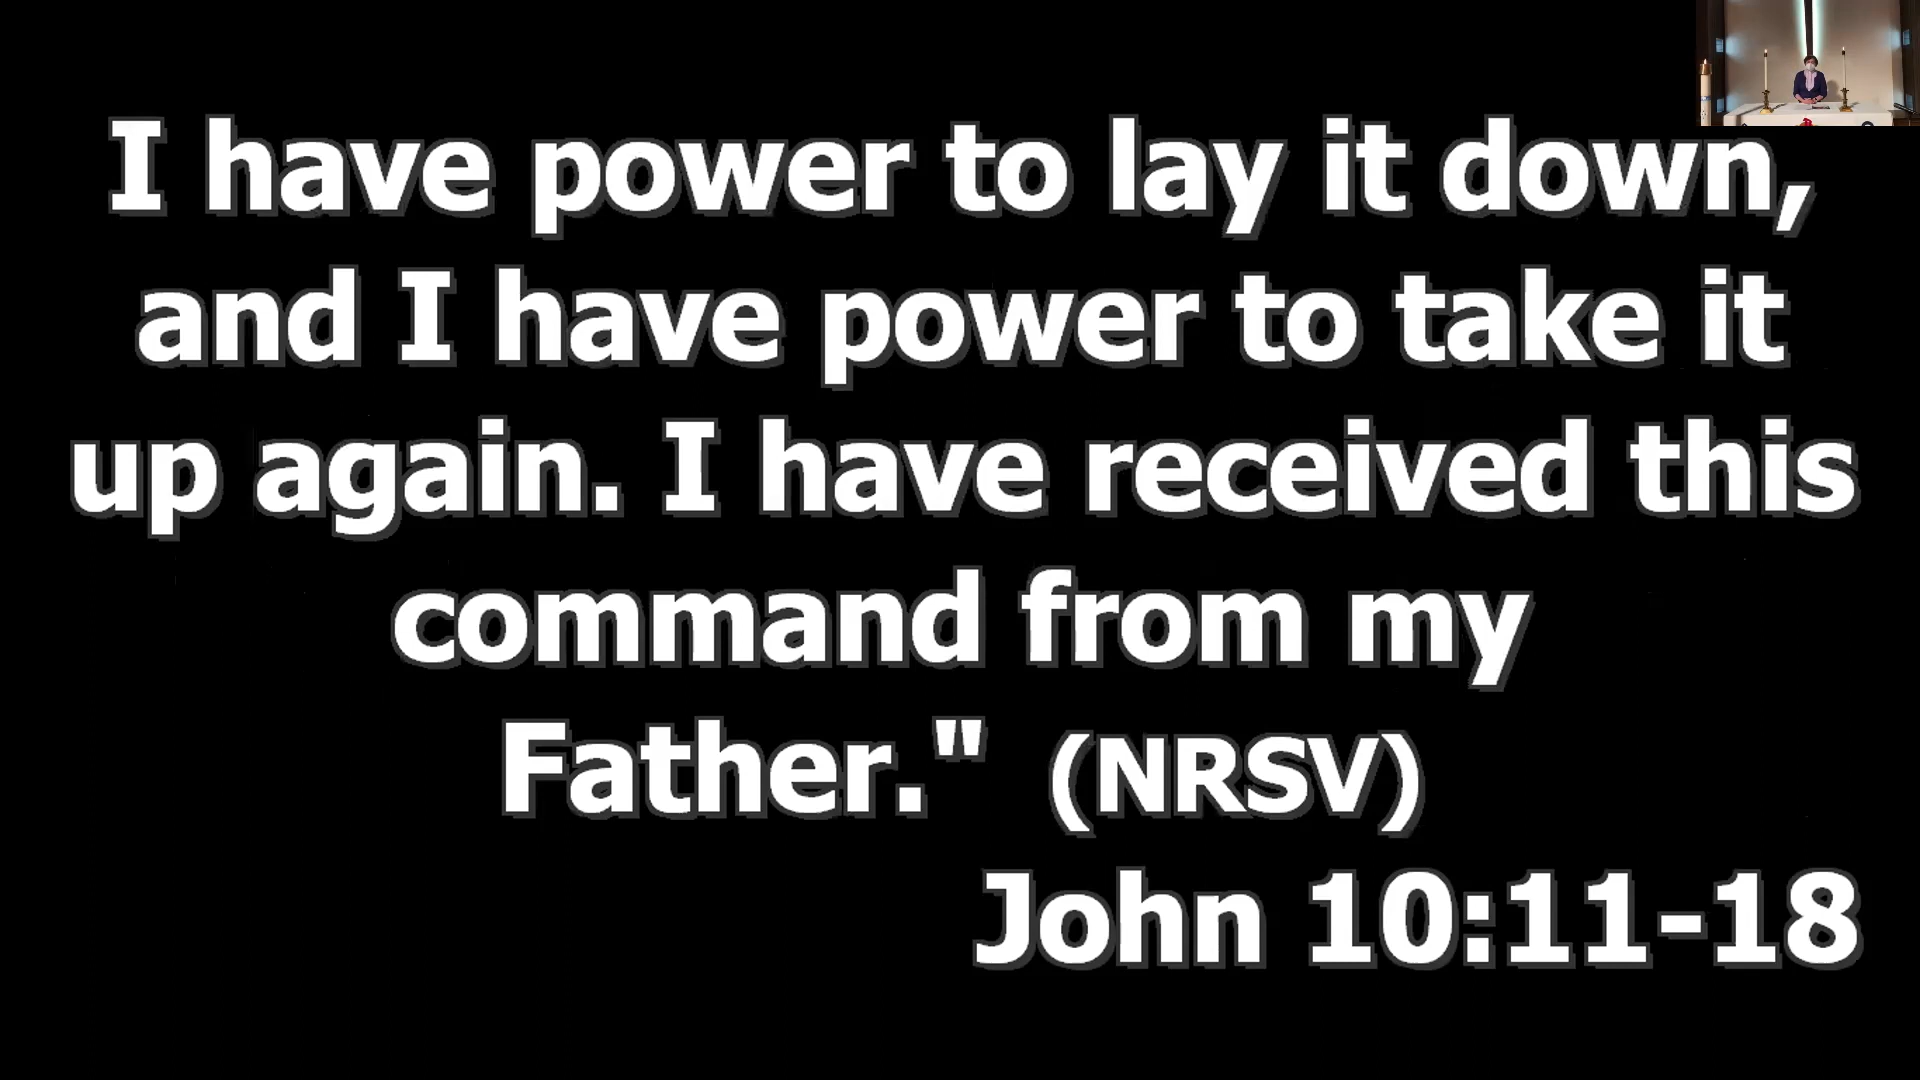 I have power to lay it down,
and I have power to take it
up again. I have received this
command from my
Father." (NRSV)
John 10:11-18